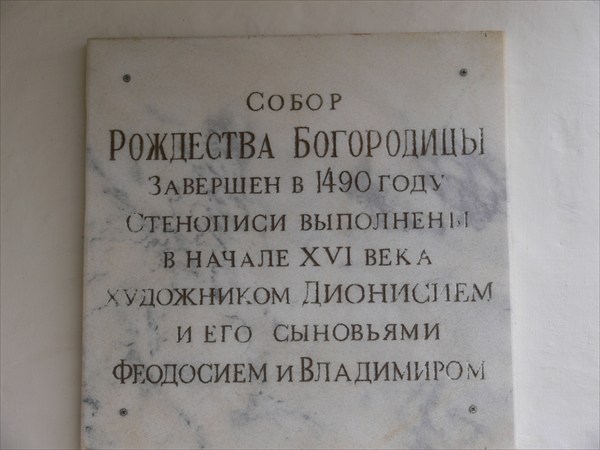 СОБОР
РОЖДЕСТВА БОГОРОДИЦЫ
ЗАВЕРШЕН В 1490 ГОДУ
СТЕНОПИСИ ВЫПОЛНЕНЫ
В НАЧАЛЕ XVI ВЕКА
ХУДОЖНИКОМ ДИОНИСИЕМ
И ЕГО СЫНОВЬЯМИ
ФЕОДОСИЕМ И ВЛАДИМИРОМ